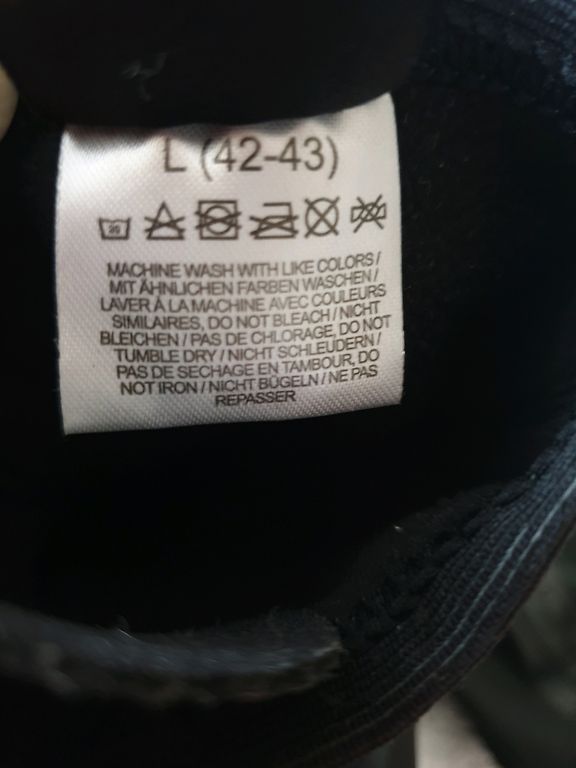 L (42-43)
30
MACHINE WASH WITH LIKE COLORS /
MIT ÄHNLICHEN FARBEN WASCHEN /
LAVER À LA MACHINE AVEC COULEURS
SIMILAIRES, DO NOT BLEACH / NICHT
BLEICHEN / PAS DE CHLORAGE, DO NOT
TUMBLE DRY / NICHT SCHLEUDERN /
PAS DE SECHAGE EN TAMBOUR, DO
NOT IRON / NICHT BÜGELN / NE PAS
REPASSER